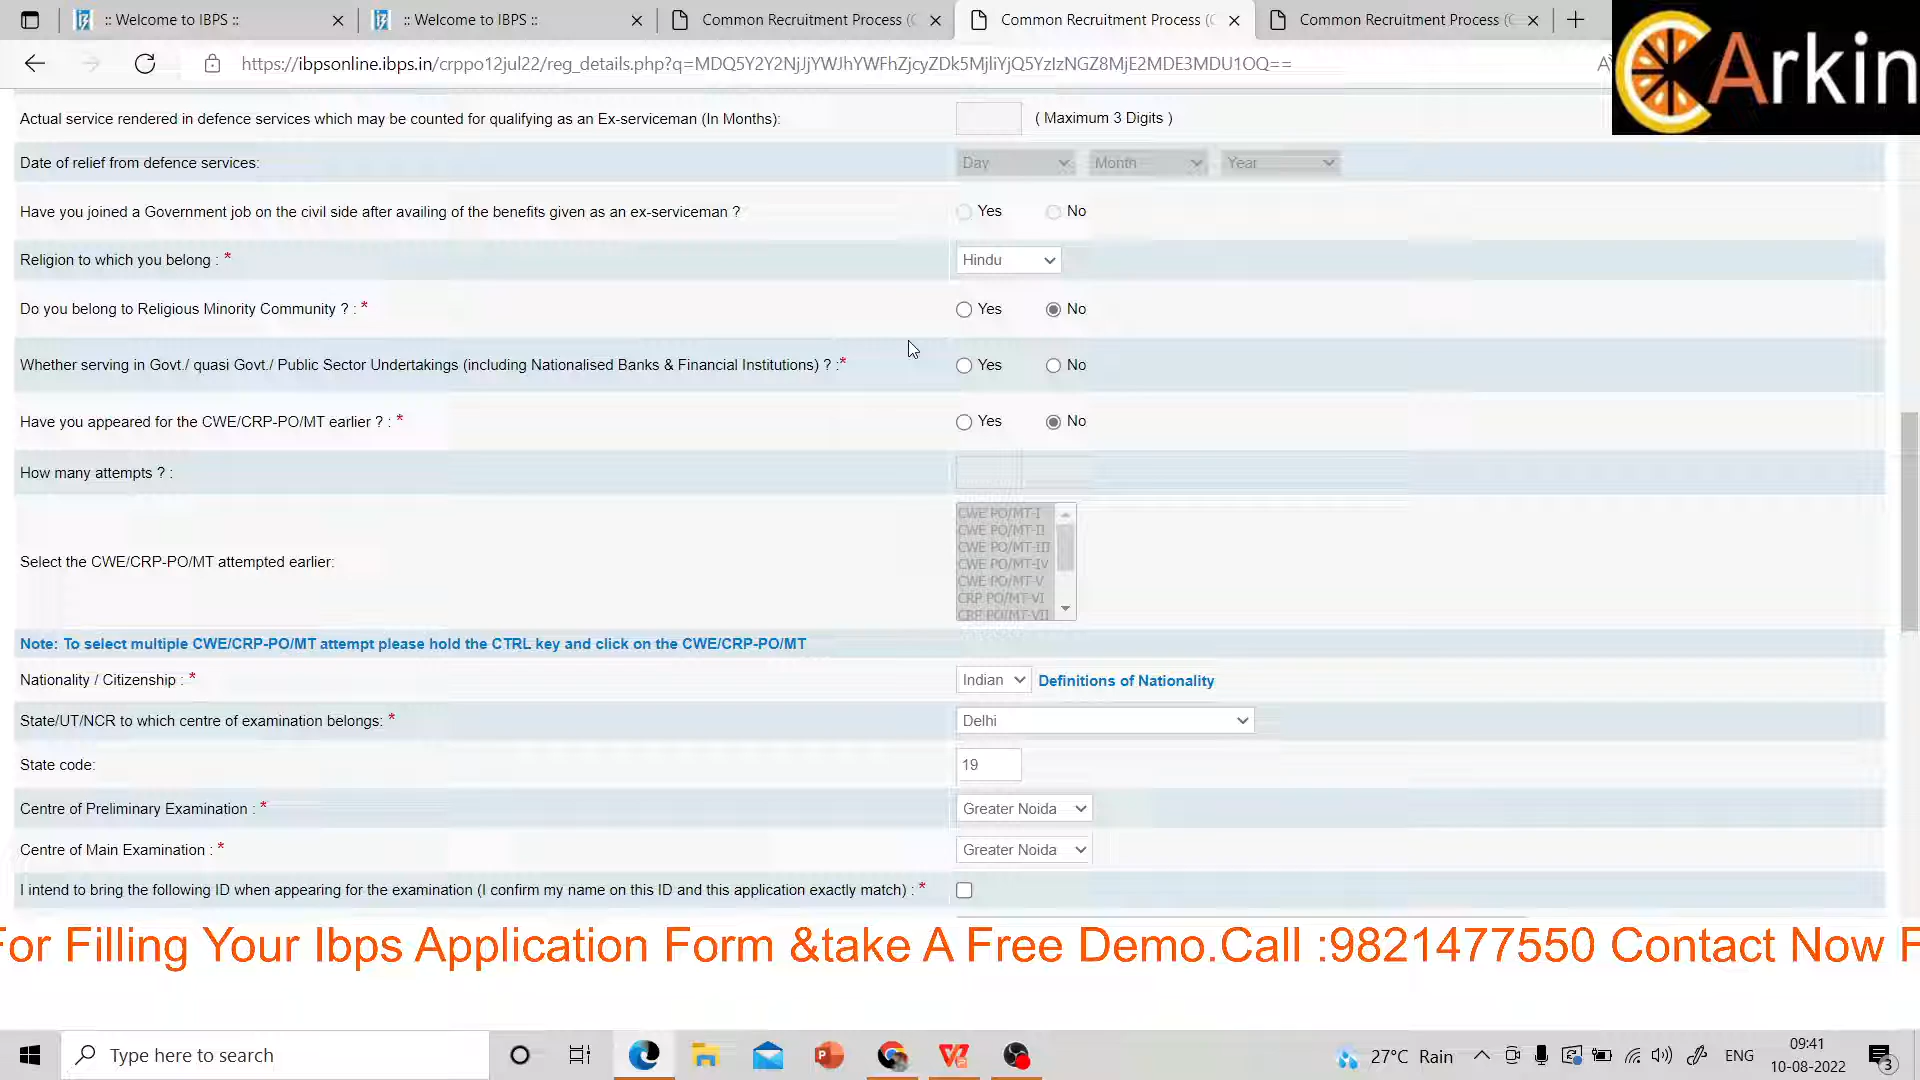 :: Welcome to IBPS ::
:: Welcome to IBPS ::
Common Recruitment Process (
Common Recruitment Process (
Common Recruitment Process (
https://ibpsonline.ibps.in/crppo12jul22/reg_details.php?q=MDQ5Y2Y2NjJjYWJhYWFhZjcyZDk5MjliYjQ5YzIzNGZ8MjE2MDE3MDU1OQ==
Arkin
Actual service rendered in defence services which may be counted for qualifying as an Ex-serviceman (In Months): ( Maximum 3 Digits )
Date of relief from defence services: Day Month Year
Have you joined a Government job on the civil side after availing of the benefits given as an ex-serviceman ? Yes No
Religion to which you belong : * Hindu
Do you belong to Religious Minority Community ? : * Yes No
Whether serving in Govt./ quasi Govt./ Public Sector Undertakings (including Nationalised Banks & Financial Institutions) ? :* Yes No
Have you appeared for the CWE/CRP-PO/MT earlier ? : * Yes No
How many attempts ? :
CWE PO/MT-I
CWE PO/MT-II
CWE PO/MT-III
CWE PO/MT-IV
Select the CWE/CRP-PO/MT attempted earlier:
CWE PO/MT-V
CRP PO/MT-VI
CRP PO/MT-VII
Note: To select multiple CWE/CRP-PO/MT attempt please hold the CTRL key and click on the CWE/CRP-PO/MT
Nationality / Citizenship : * Indian Definitions of Nationality
State/UT/NCR to which centre of examination belongs: * Delhi
State code: 19
Centre of Preliminary Examination : * Greater Noida
Centre of Main Examination : * Greater Noida
I intend to bring the following ID when appearing for the examination (I confirm my name on this ID and this application exactly match) : *
For Filling Your Ibps Application Form &take A Free Demo.Call :9821477550 Contact Now F
Type here to search
27°C Rain
ENG
09:41
10-08-2022
3